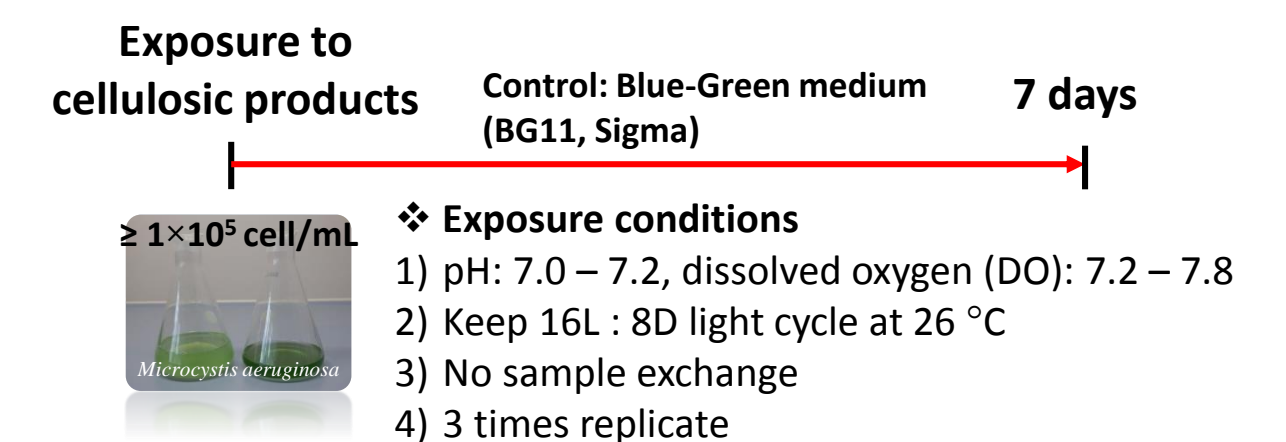 Exposure to
cellulosic products
Control: Blue-Green medium
(BG11, Sigma)
7 days
≥ 1×10⁵ cell/mL
Microcystis aeruginosa
❖ Exposure conditions
1) pH: 7.0 – 7.2, dissolved oxygen (DO): 7.2 – 7.8
2) Keep 16L : 8D light cycle at 26 °C
3) No sample exchange
4) 3 times replicate